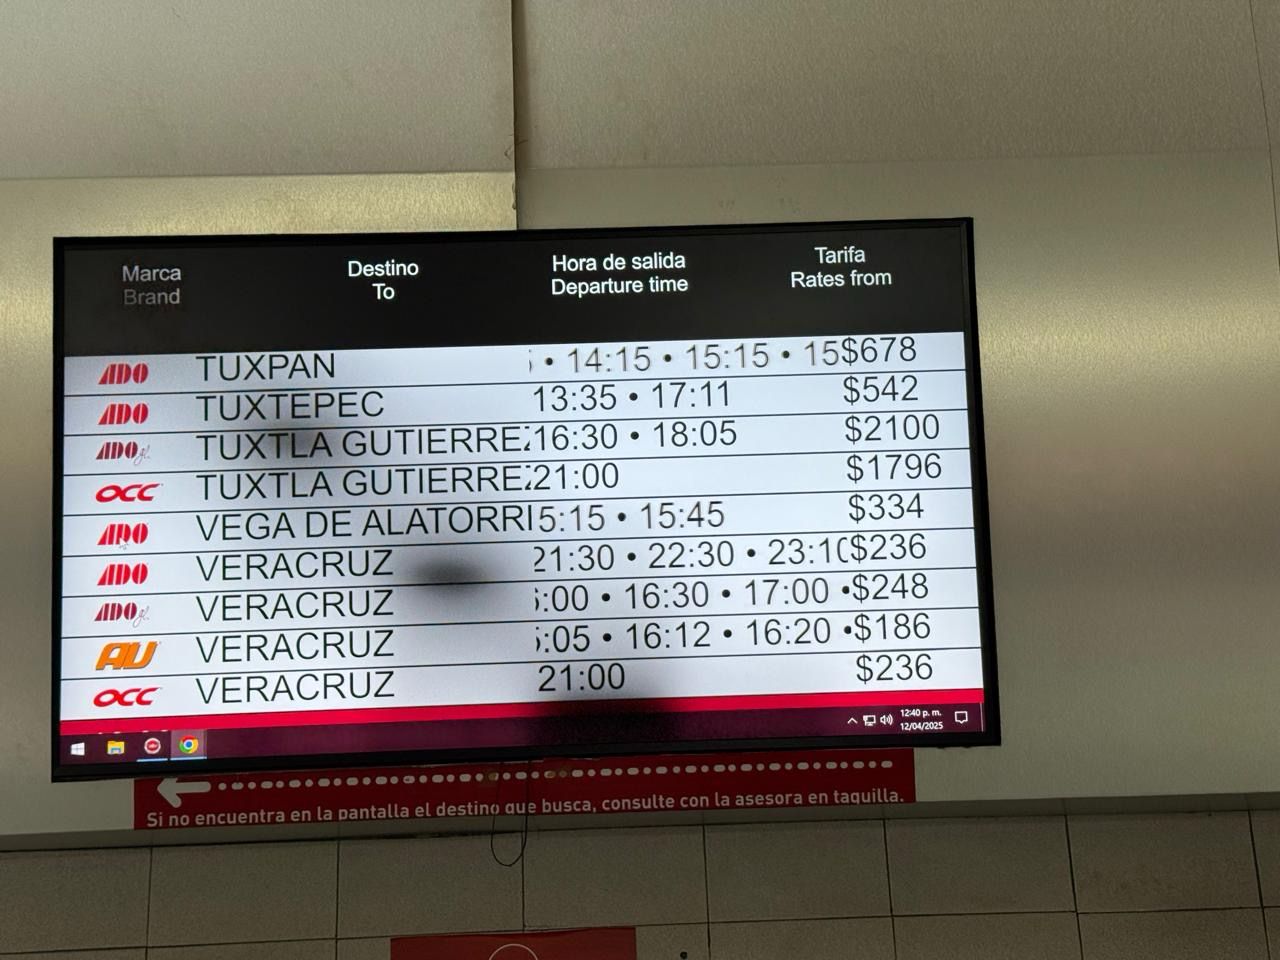 Marca Destino Hora de salida Tarifa
Brand To Departure time Rates from
ADO TUXPAN • 14:15 • 15:15 • 15 $678
ADO TUXTEPEC 13:35 • 17:11 $542
ADO gl. TUXTLA GUTIERRE 16:30 • 18:05 $2100
OCC TUXTLA GUTIERRE 21:00 $1796
ADO VEGA DE ALATORRI 5:15 • 15:45 $334
ADO VERACRUZ 21:30 • 22:30 • 23:10 $236
ADO gl. VERACRUZ :00 • 16:30 • 17:00 • $248
AU VERACRUZ :05 • 16:12 • 16:20 • $186
OCC VERACRUZ 21:00 $236
12:40 p. m.
12/04/2025
Si no encuentra en la pantalla el destino que busca, consulte con la asesora en taquilla.